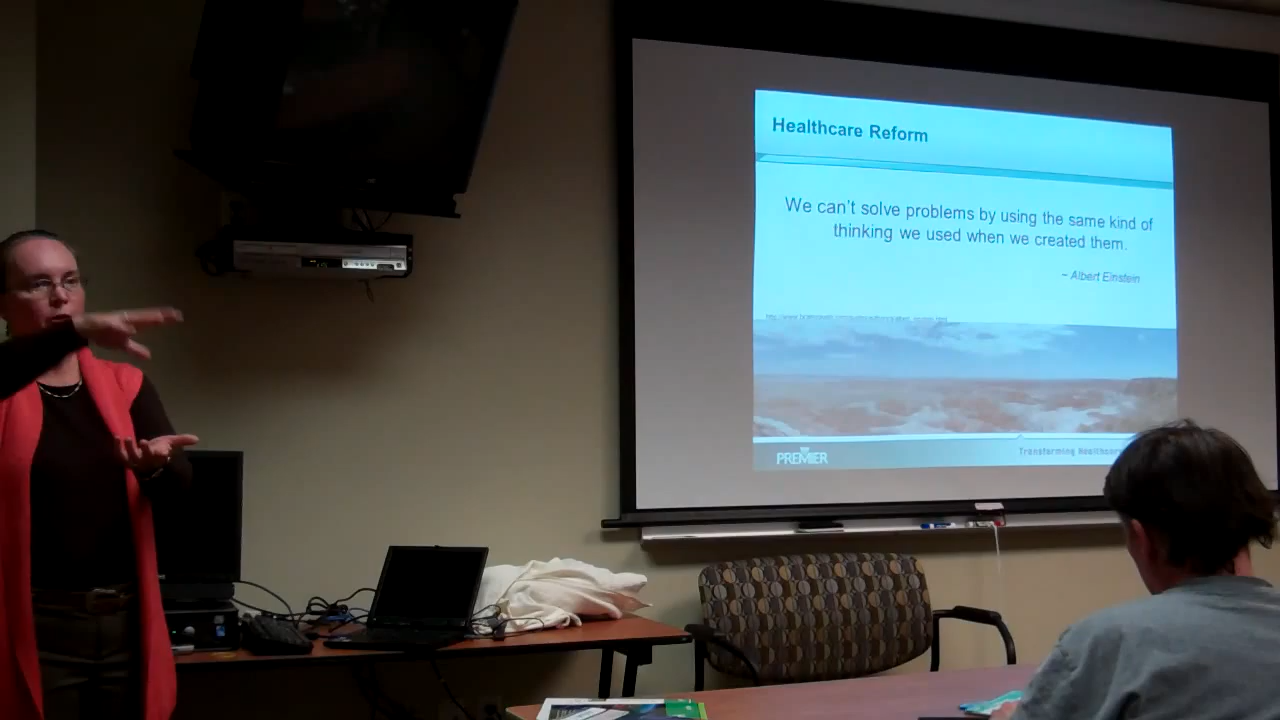 Healthcare Reform
We can't solve problems by using the same kind of
thinking we used when we created them.
~ Albert Einstein
PREMIER
Transforming Healthcare